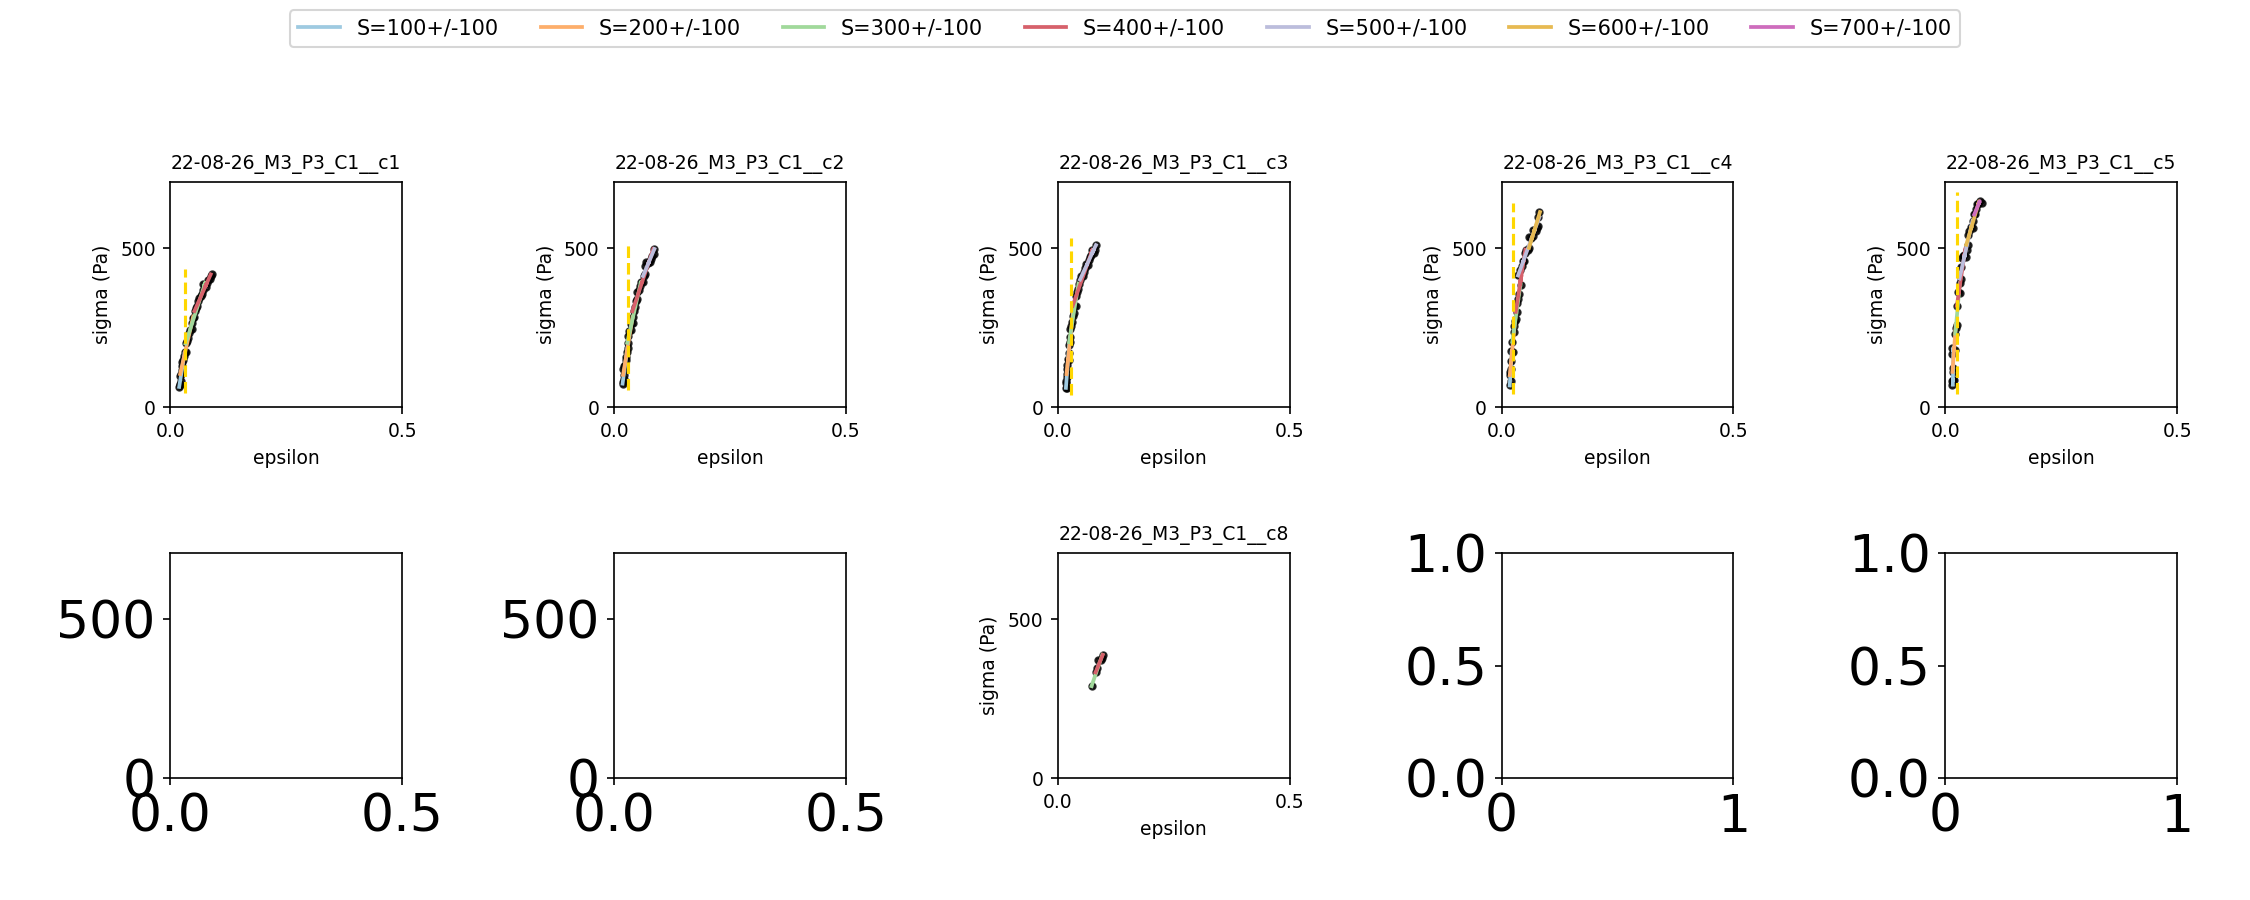 S=100+/-100 S=200+/-100 S=300+/-100 S=400+/-100 S=500+/-100 S=600+/-100 S=700+/-100
22-08-26_M3_P3_C1__c1 22-08-26_M3_P3_C1__c2 22-08-26_M3_P3_C1__c3 22-08-26_M3_P3_C1__c4 22-08-26_M3_P3_C1__c5
sigma (Pa) 500 sigma (Pa) 500 sigma (Pa) 500 sigma (Pa) 500 sigma (Pa) 500
0 0 0 0 0
0.0 0.5 0.0 0.5 0.0 0.5 0.0 0.5 0.0 0.5
epsilon epsilon epsilon epsilon epsilon
22-08-26_M3_P3_C1__c8
1.0 1.0
500 500 sigma (Pa) 500 0.5 0.5
0 0 0 0.0 0.0
0.0 0.5 0.0 0.5 0.0 0.5 0 1 0 1
epsilon